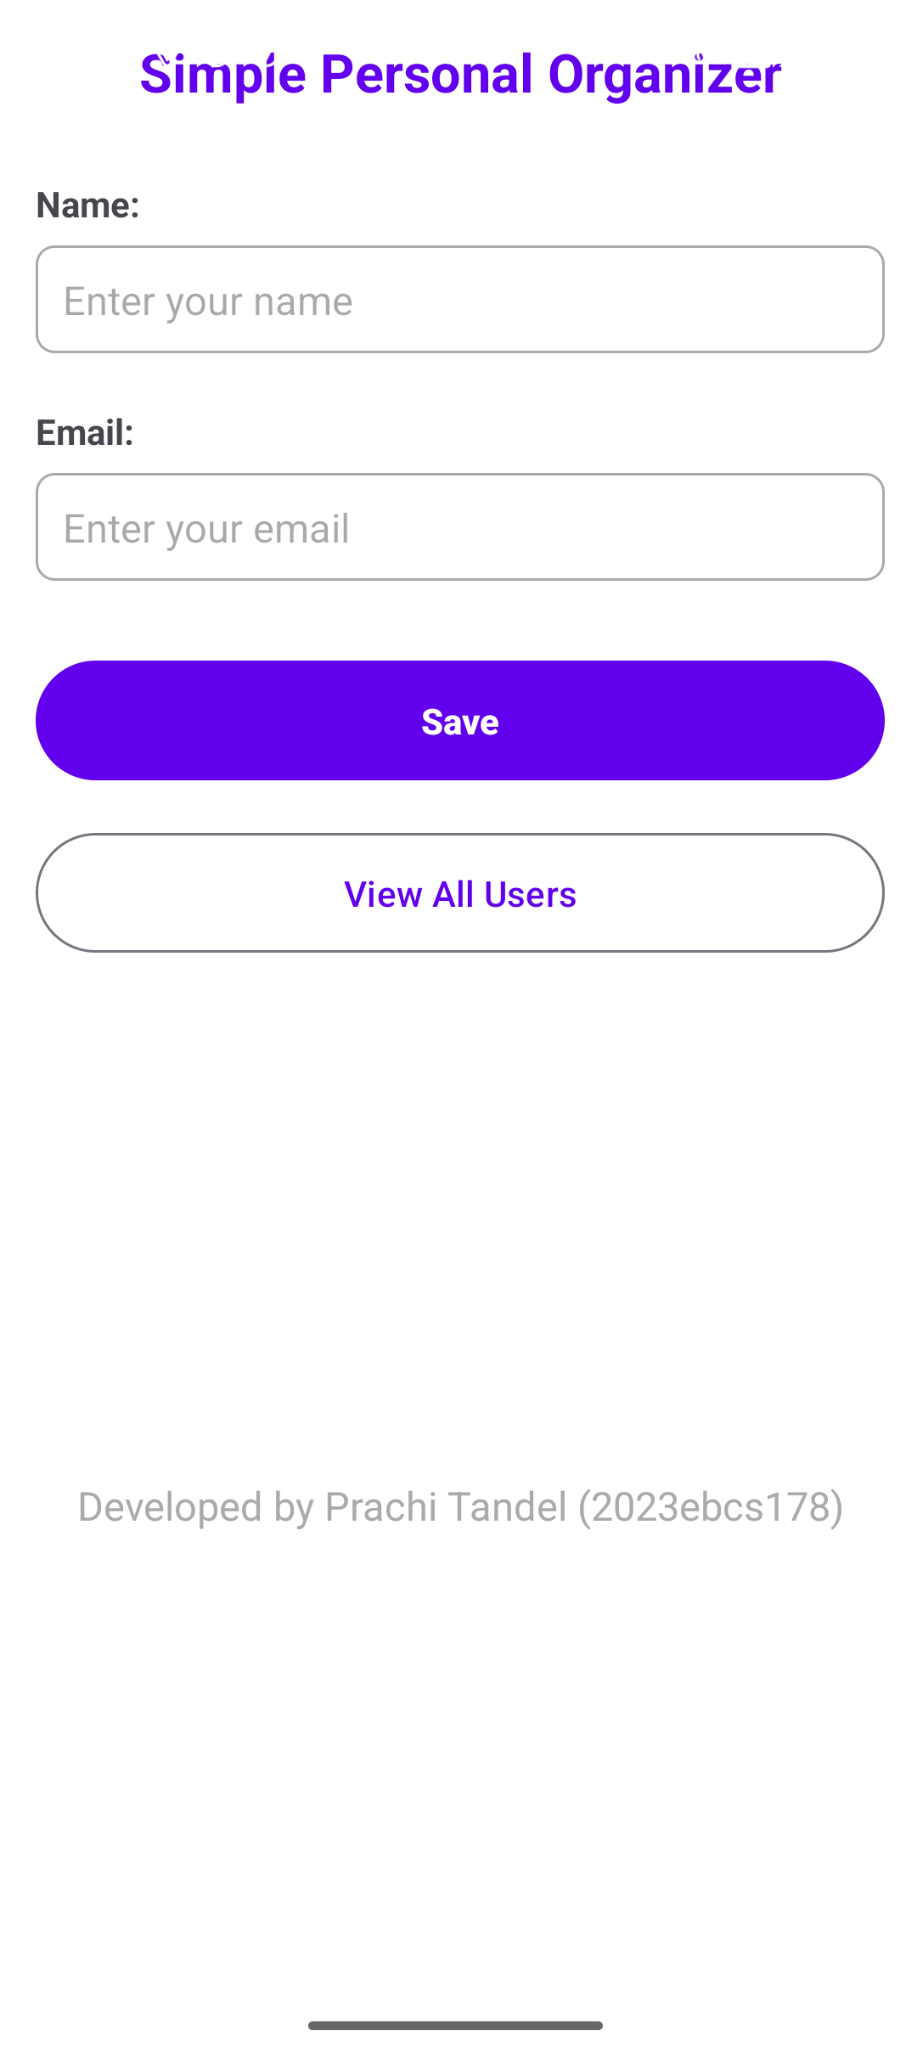 Simple Personal Organizer
Name:
Enter your name
Email:
Enter your email
Save
View All Users
Developed by Prachi Tandel (2023ebcs178)